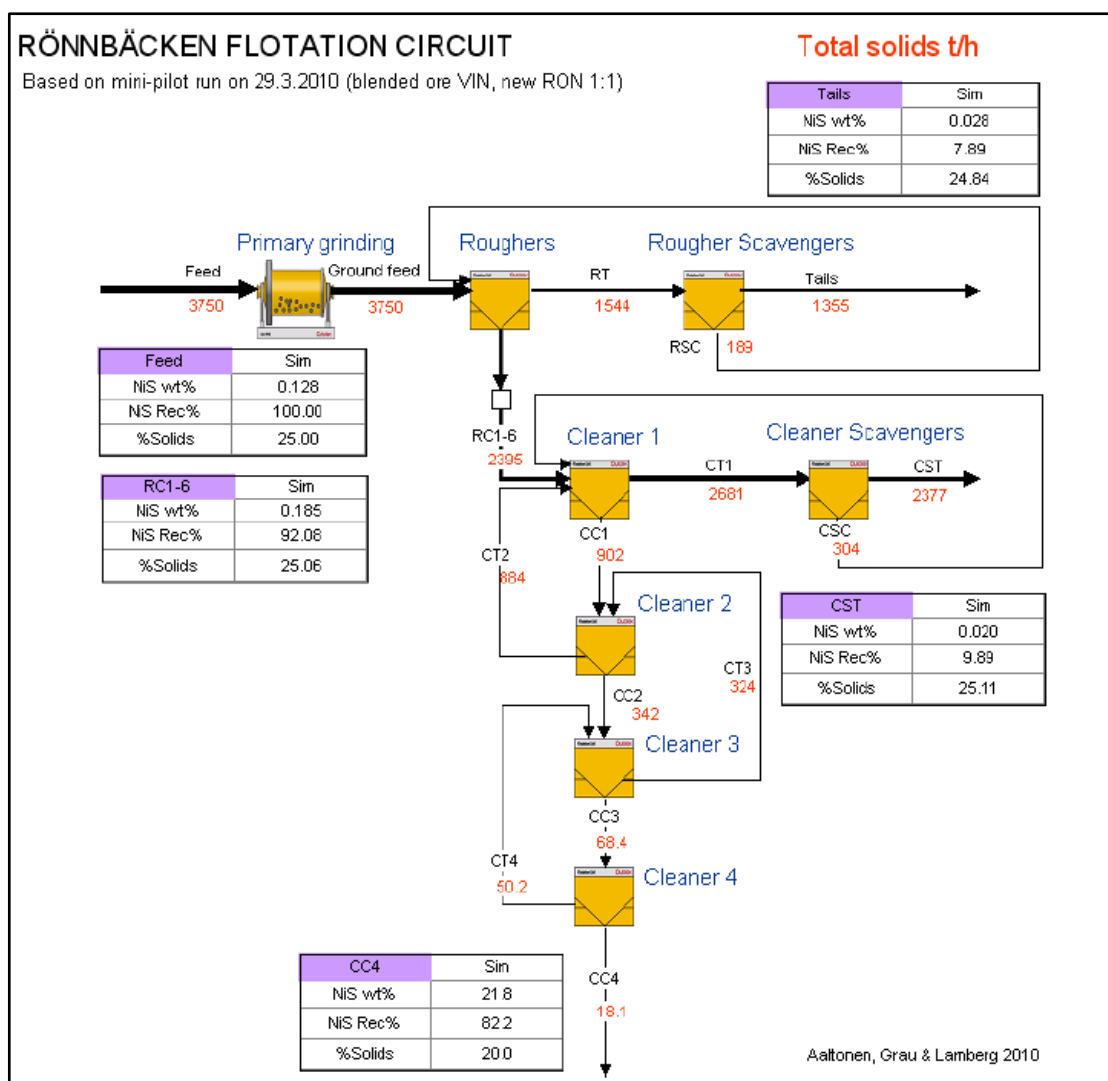 RÖNNBÄCKEN FLOTATION CIRCUIT
Total solids t/h
Based on mini-pilot run on 29.3.2010 (blended ore VIN, new RON 1:1)
Tails Sim
NiS wt% 0.028
NiS Rec% 7.89
%Solids 24.84
Primary grinding
Roughers
Rougher Scavengers
Feed
3750
Ground feed
3750
RT
1544
Tails
1355
RSC
189
Feed Sim
NiS wt% 0.128
NiS Rec% 100.00
%Solids 25.00
RC1-6
2395
Cleaner 1
Cleaner Scavengers
CT1
2681
CST
2377
RC1-6 Sim
NiS wt% 0.185
NiS Rec% 92.08
%Solids 25.06
CC1
902
CSC
304
CT2
884
Cleaner 2
CST Sim
NiS wt% 0.020
NiS Rec% 9.89
%Solids 25.11
CT3
324
CC2
342
Cleaner 3
CC3
68.4
CT4
50.2
Cleaner 4
CC4 Sim
NiS wt% 21.8
NiS Rec% 82.2
%Solids 20.0
CC4
18.1
Aaltonen, Grau & Lamberg 2010